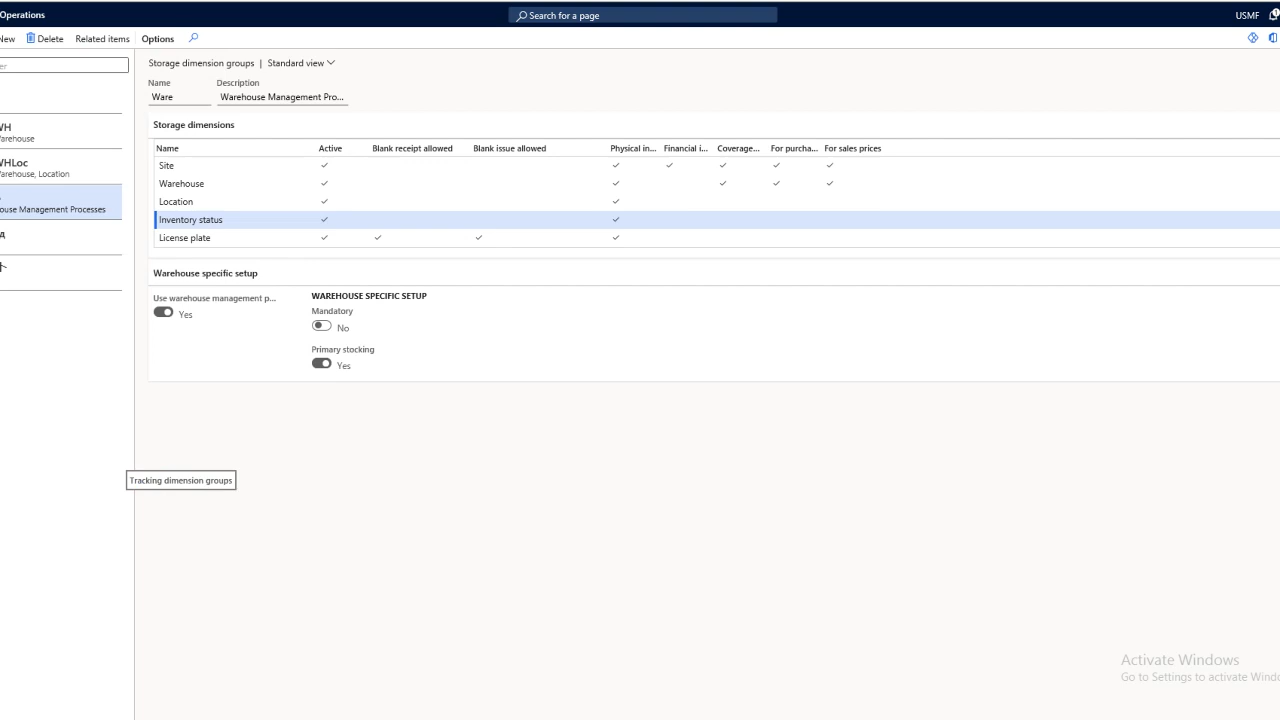 Operations
Search for a page
USMF
New Delete Related items Options
Storage dimension groups | Standard view
Name Description
Ware Warehouse Management Pro...
WH
Warehouse
WHLoc
Warehouse, Location
House Management Processes
Storage dimensions
Name Active Blank receipt allowed Blank issue allowed Physical in... Financial i... Coverage... For purcha... For sales prices
Site
Warehouse
Location
Inventory status
License plate
Warehouse specific setup
Use warehouse management p...
Yes
WAREHOUSE SPECIFIC SETUP
Mandatory
No
Primary stocking
Yes
Tracking dimension groups
Activate Windows
Go to Settings to activate Windo